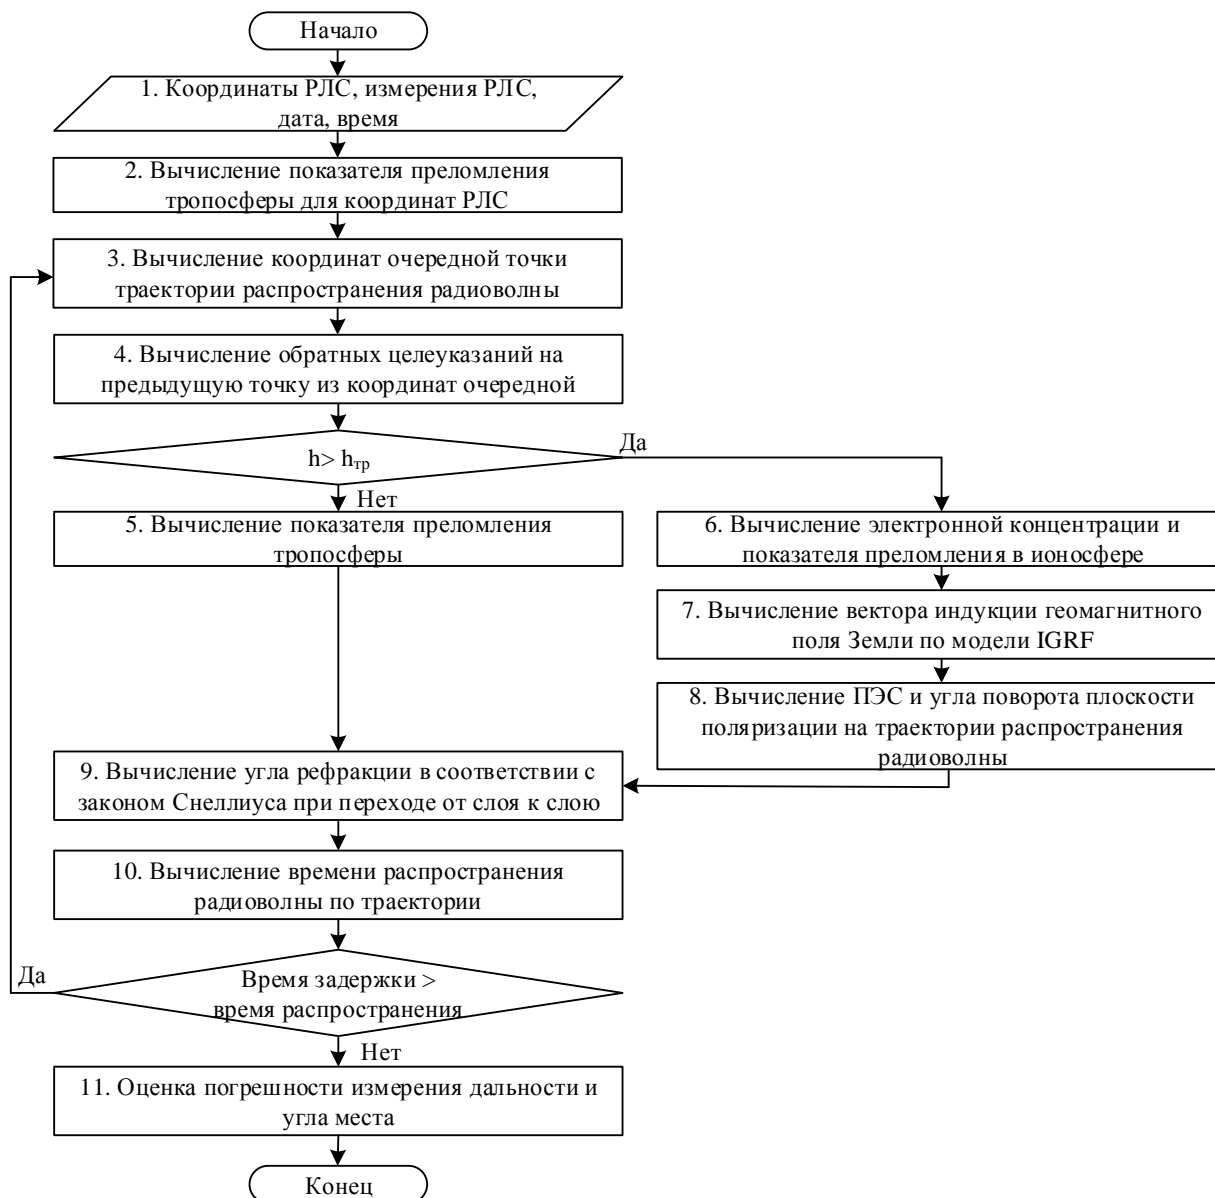 Начало
1. Координаты РЛС, измерения РЛС,
дата, время
2. Вычисление показателя преломления
тропосферы для координат РЛС
3. Вычисление координат очередной точки
траектории распространения радиоволны
4. Вычисление обратных целеуказаний на
предыдущую точку из координат очередной
h> hтр
Да
Нет
5. Вычисление показателя преломления
тропосферы
6. Вычисление электронной концентрации и
показателя преломления в ионосфере
7. Вычисление вектора индукции геомагнитного
поля Земли по модели IGRF
8. Вычисление ПЭС и угла поворота плоскости
поляризации на траектории распространения
радиоволны
9. Вычисление угла рефракции в соответствии с
законом Снеллиуса при переходе от слоя к слою
10. Вычисление времени распространения
радиоволны по траектории
Да
Время задержки >
время распространения
Нет
11. Оценка погрешности измерения дальности и
угла места
Конец